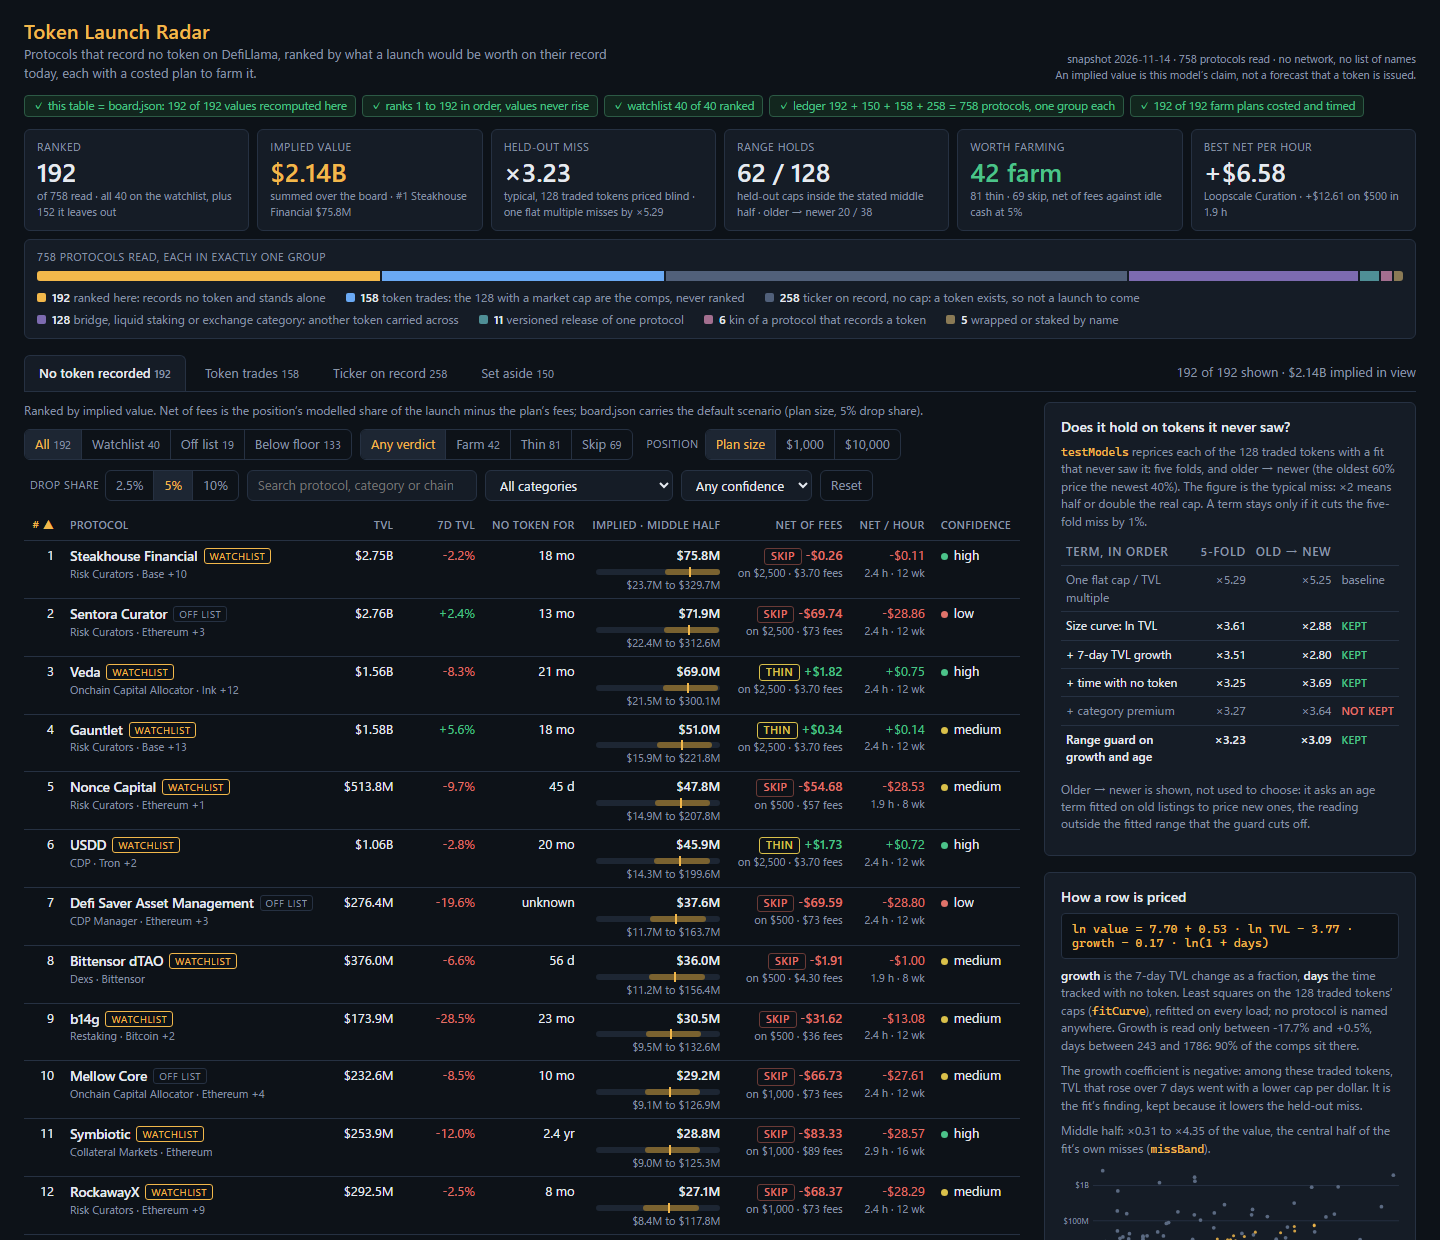 Token Launch Radar
Protocols that record no token on DefiLlama, ranked by what a launch would be worth on their record
today, each with a costed plan to farm it.
snapshot 2026-11-14 · 758 protocols read · no network, no list of names
An implied value is this model's claim, not a forecast that a token is issued.
✓ this table = board.json: 192 of 192 values recomputed here
✓ ranks 1 to 192 in order, values never rise
✓ watchlist 40 of 40 ranked
✓ ledger 192 + 150 + 158 + 258 = 758 protocols, one group each
✓ 192 of 192 farm plans costed and timed
RANKED
192
of 758 read · all 40 on the watchlist, plus
152 it leaves out
IMPLIED VALUE
$2.14B
summed over the board · #1 Steakhouse
Financial $75.8M
HELD-OUT MISS
×3.23
typical, 128 traded tokens priced blind ·
one flat multiple misses by ×5.29
RANGE HOLDS
62 / 128
held-out caps inside the stated middle
half · older → newer 20 / 38
WORTH FARMING
42 farm
81 thin · 69 skip, net of fees against idle
cash at 5%
BEST NET PER HOUR
+$6.58
Loopscale Curation · +$12.61 on $500 in
1.9 h
758 PROTOCOLS READ, EACH IN EXACTLY ONE GROUP
192 ranked here: records no token and stands alone
158 token trades: the 128 with a market cap are the comps, never ranked
258 ticker on record, no cap: a token exists, so not a launch to come
128 bridge, liquid staking or exchange category: another token carried across
11 versioned release of one protocol
6 kin of a protocol that records a token
5 wrapped or staked by name
No token recorded 192
Token trades 158
Ticker on record 258
Set aside 150
192 of 192 shown · $2.14B implied in view
Ranked by implied value. Net of fees is the position's modelled share of the launch minus the plan's fees; board.json carries the default scenario (plan size, 5% drop share).
All 192 Watchlist 40 Off list 19 Below floor 133
Any verdict Farm 42 Thin 81 Skip 69
POSITION Plan size $1,000 $10,000
DROP SHARE 2.5% 5% 10%
Search protocol, category or chain
All categories
Any confidence
Reset
# ▲ PROTOCOL TVL 7D TVL NO TOKEN FOR IMPLIED · MIDDLE HALF NET OF FEES NET / HOUR CONFIDENCE
1 Steakhouse Financial WATCHLIST $2.75B -2.2% 18 mo $75.8M SKIP -$0.26 -$0.11 high
Risk Curators · Base +10 on $2,500 · $3.70 fees 2.4 h · 12 wk
$23.7M to $329.7M
2 Sentora Curator OFF LIST $2.76B +2.4% 13 mo $71.9M SKIP -$69.74 -$28.86 low
Risk Curators · Ethereum +3 on $2,500 · $73 fees 2.4 h · 12 wk
$22.4M to $312.6M
3 Veda WATCHLIST $1.56B -8.3% 21 mo $69.0M THIN +$1.82 +$0.75 high
Onchain Capital Allocator · Ink +12 on $2,500 · $3.70 fees 2.4 h · 12 wk
$21.5M to $300.1M
4 Gauntlet WATCHLIST $1.58B +5.6% 18 mo $51.0M THIN +$0.34 +$0.14 medium
Risk Curators · Base +13 on $2,500 · $3.70 fees 2.4 h · 12 wk
$15.9M to $221.8M
5 Nonce Capital WATCHLIST $513.8M -9.7% 45 d $47.8M SKIP -$54.68 -$28.53 medium
Risk Curators · Ethereum +1 on $500 · $57 fees 1.9 h · 8 wk
$14.9M to $207.8M
6 USDD WATCHLIST $1.06B -2.8% 20 mo $45.9M THIN +$1.73 +$0.72 high
CDP · Tron +2 on $2,500 · $3.70 fees 2.4 h · 12 wk
$14.3M to $199.6M
7 Defi Saver Asset Management OFF LIST $276.4M -19.6% unknown $37.6M SKIP -$69.59 -$28.80 low
CDP Manager · Ethereum +3 on $500 · $73 fees 2.4 h · 12 wk
$11.7M to $163.7M
8 Bittensor dTAO WATCHLIST $376.0M -6.6% 56 d $36.0M SKIP -$1.91 -$1.00 medium
Dexs · Bittensor on $500 · $4.30 fees 1.9 h · 8 wk
$11.2M to $156.4M
9 b14g WATCHLIST $173.9M -28.5% 23 mo $30.5M SKIP -$31.62 -$13.08 medium
Restaking · Bitcoin +2 on $500 · $36 fees 2.4 h · 12 wk
$9.5M to $132.6M
10 Mellow Core OFF LIST $232.6M -8.5% 10 mo $29.2M SKIP -$66.73 -$27.61 medium
Onchain Capital Allocator · Ethereum +4 on $1,000 · $73 fees 2.4 h · 12 wk
$9.1M to $126.9M
11 Symbiotic WATCHLIST $253.9M -12.0% 2.4 yr $28.8M SKIP -$83.33 -$28.57 high
Collateral Markets · Ethereum on $1,000 · $89 fees 2.9 h · 16 wk
$9.0M to $125.3M
12 RockawayX WATCHLIST $292.5M -2.5% 8 mo $27.1M SKIP -$68.37 -$28.29 medium
Risk Curators · Ethereum +9 on $1,000 · $73 fees 2.4 h · 12 wk
$8.4M to $117.8M
Does it hold on tokens it never saw?
testModels reprices each of the 128 traded tokens with a fit
that never saw it: five folds, and older → newer (the oldest 60%
price the newest 40%). The figure is the typical miss: ×2 means
half or double the real cap. A term stays only if it cuts the five-
fold miss by 1%.
TERM, IN ORDER 5-FOLD OLD → NEW
One flat cap / TVL ×5.29 ×5.25 baseline
multiple
Size curve: ln TVL ×3.61 ×2.88 KEPT
+ 7-day TVL growth ×3.51 ×2.80 KEPT
+ time with no token ×3.25 ×3.69 KEPT
+ category premium ×3.27 ×3.64 NOT KEPT
Range guard on ×3.23 ×3.09 KEPT
growth and age
Older → newer is shown, not used to choose: it asks an age
term fitted on old listings to price new ones, the reading
outside the fitted range that the guard cuts off.
How a row is priced
ln value = 7.70 + 0.53 · ln TVL − 3.77 ·
growth − 0.17 · ln(1 + days)
growth is the 7-day TVL change as a fraction, days the time
tracked with no token. Least squares on the 128 traded tokens'
caps (fitCurve), refitted on every load; no protocol is named
anywhere. Growth is read only between -17.7% and +0.5%,
days between 243 and 1786: 90% of the comps sit there.
The growth coefficient is negative: among these traded tokens,
TVL that rose over 7 days went with a lower cap per dollar. It is
the fit's finding, kept because it lowers the held-out miss.
Middle half: ×0.31 to ×4.35 of the value, the central half of the
fit's own misses (missBand).
$1B
$100M